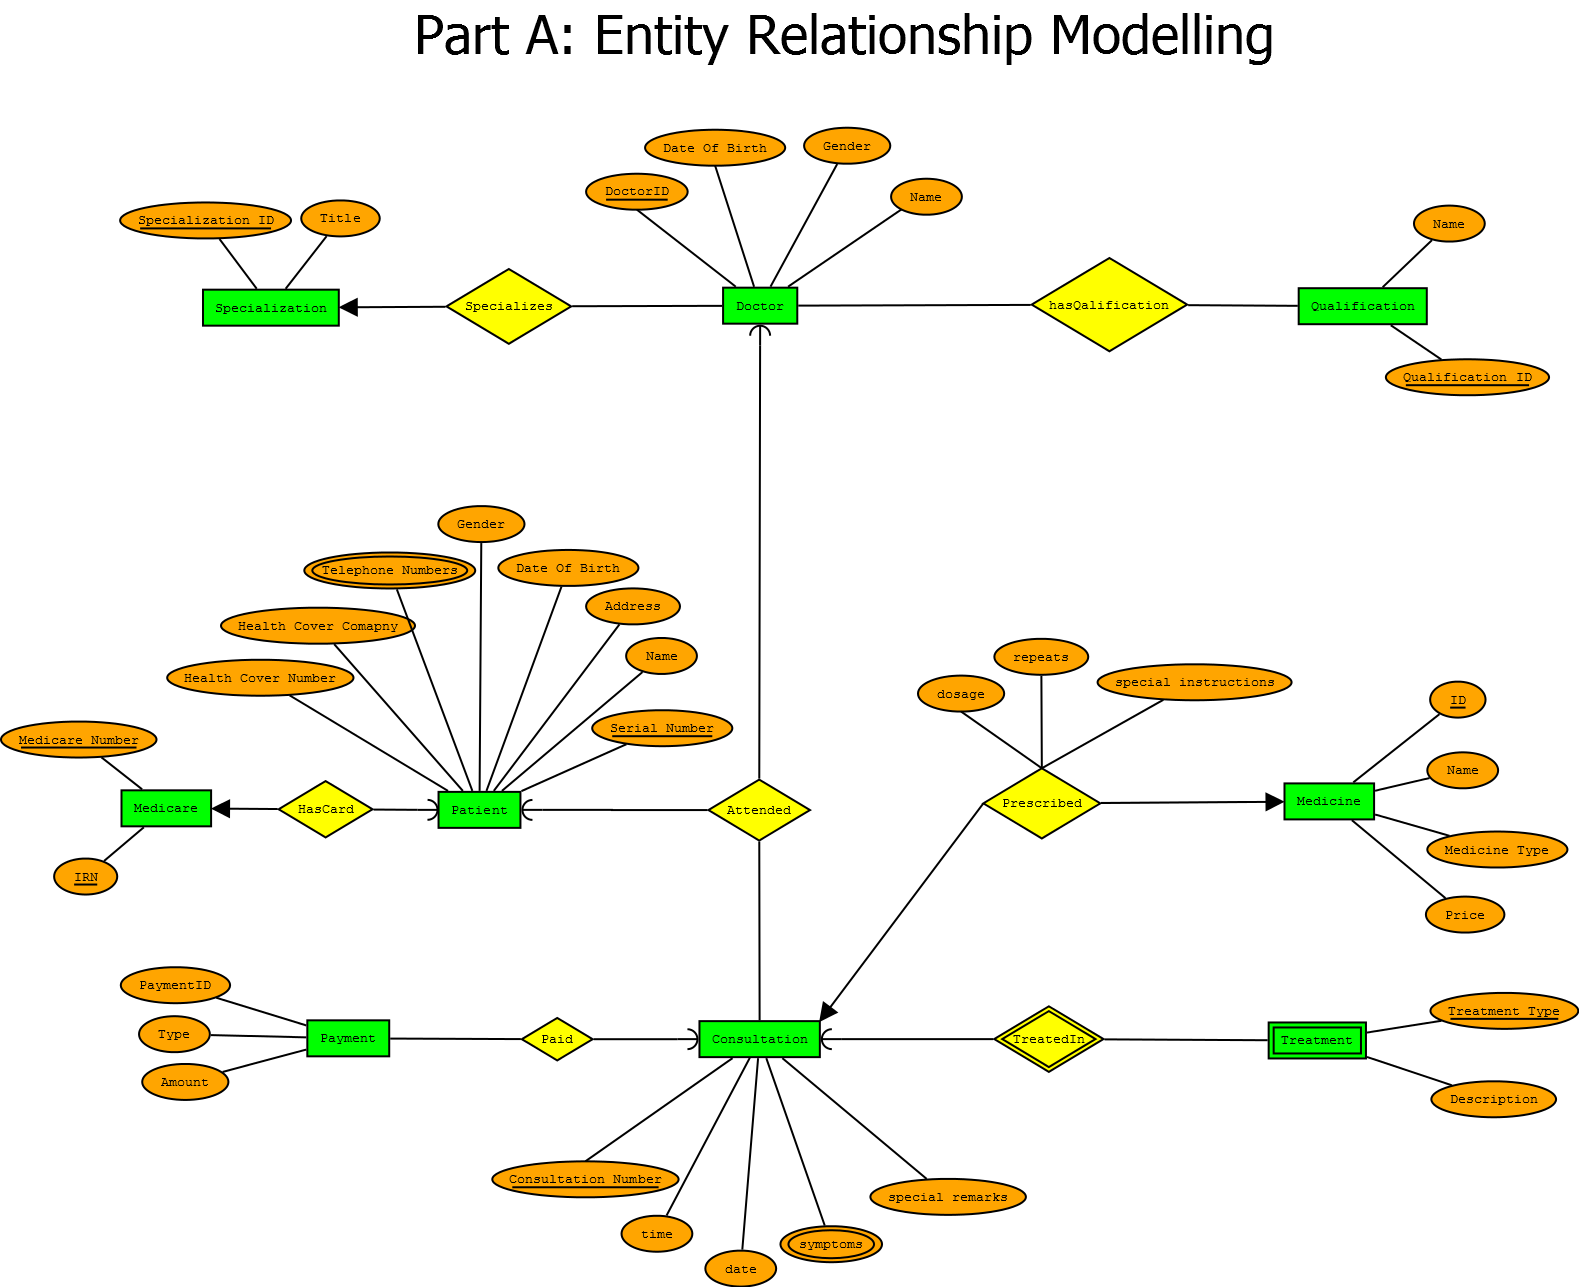 Part A: Entity Relationship Modelling
Date Of Birth
Gender
DoctorID
Name
Specialization ID
Title
Name
Specialization
Specializes
Doctor
hasQalification
Qualification
Qualification ID
Gender
Telephone Numbers
Date Of Birth
Address
Health Cover Comapny
Name
Health Cover Number
Serial Number
Medicare Number
repeats
dosage
special instructions
ID
Name
Medicare
HasCard
Patient
Attended
Prescribed
Medicine
Medicine Type
IRN
Price
PaymentID
Type
Amount
Payment
Paid
Consultation
TreatedIn
Treatment
Treatment Type
Description
Consultation Number
special remarks
time
symptoms
date